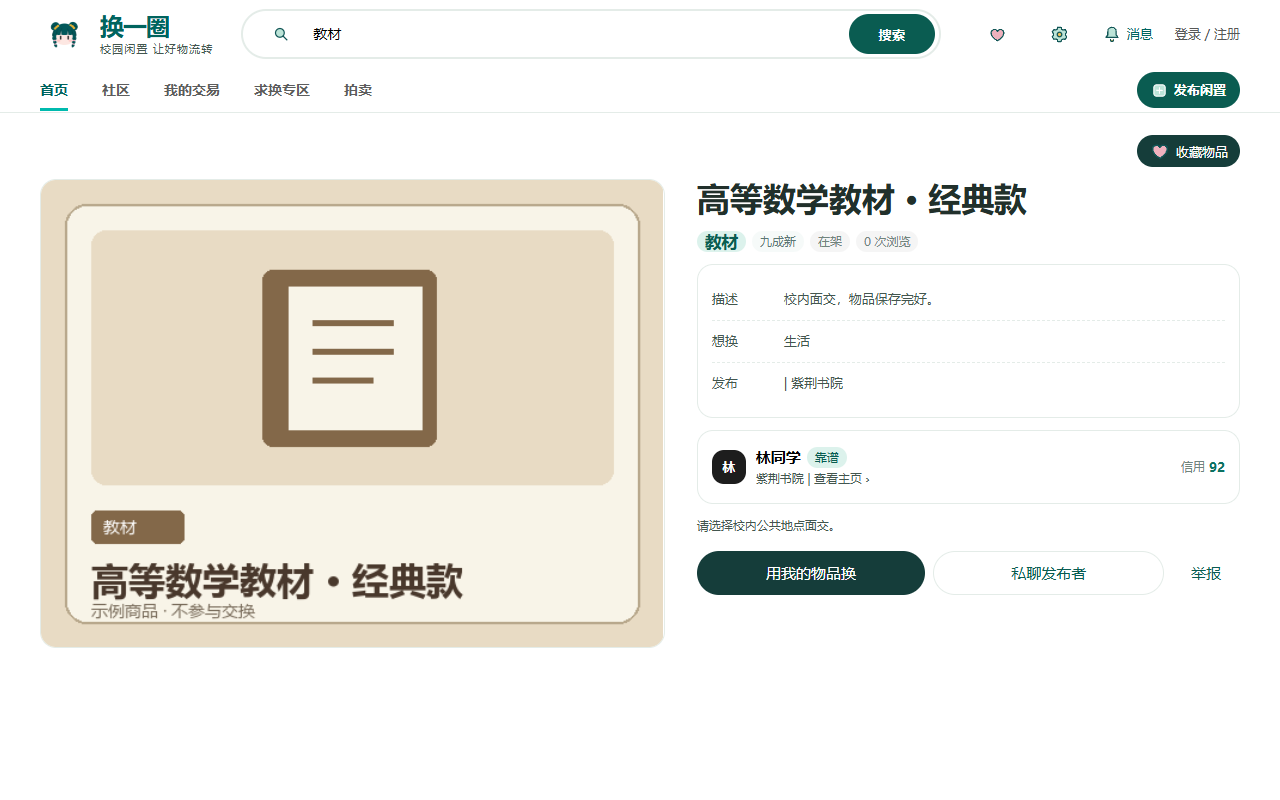 换一圈
校园闲置 让好物流转
教材
搜索
消息
登录 / 注册
首页
社区
我的交易
求换专区
拍卖
发布闲置
收藏物品
教材
高等数学教材・经典款
示例商品 · 不参与交换
高等数学教材・经典款
教材
九成新
在架
0 次浏览
描述
校内面交，物品保存完好。
想换
生活
发布
| 紫荆书院
林
林同学
靠谱
紫荆书院 | 查看主页 ›
信用 92
请选择校内公共地点面交。
用我的物品换
私聊发布者
举报